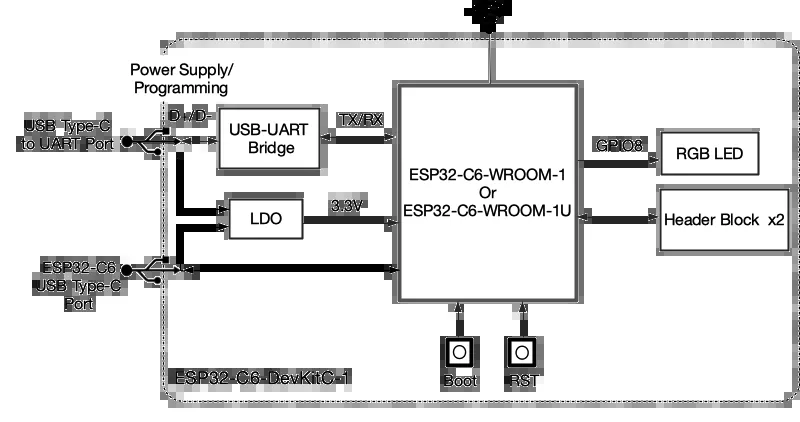 Power Supply/
Programming
USB Type-C
to UART Port
D+/D-
USB-UART
Bridge
TX/RX
ESP32-C6-WROOM-1
Or
ESP32-C6-WROOM-1U
GPIO8
RGB LED
LDO
3.3V
Header Block x2
ESP32-C6
USB Type-C
Port
Boot
RST
ESP32-C6-DevKitC-1